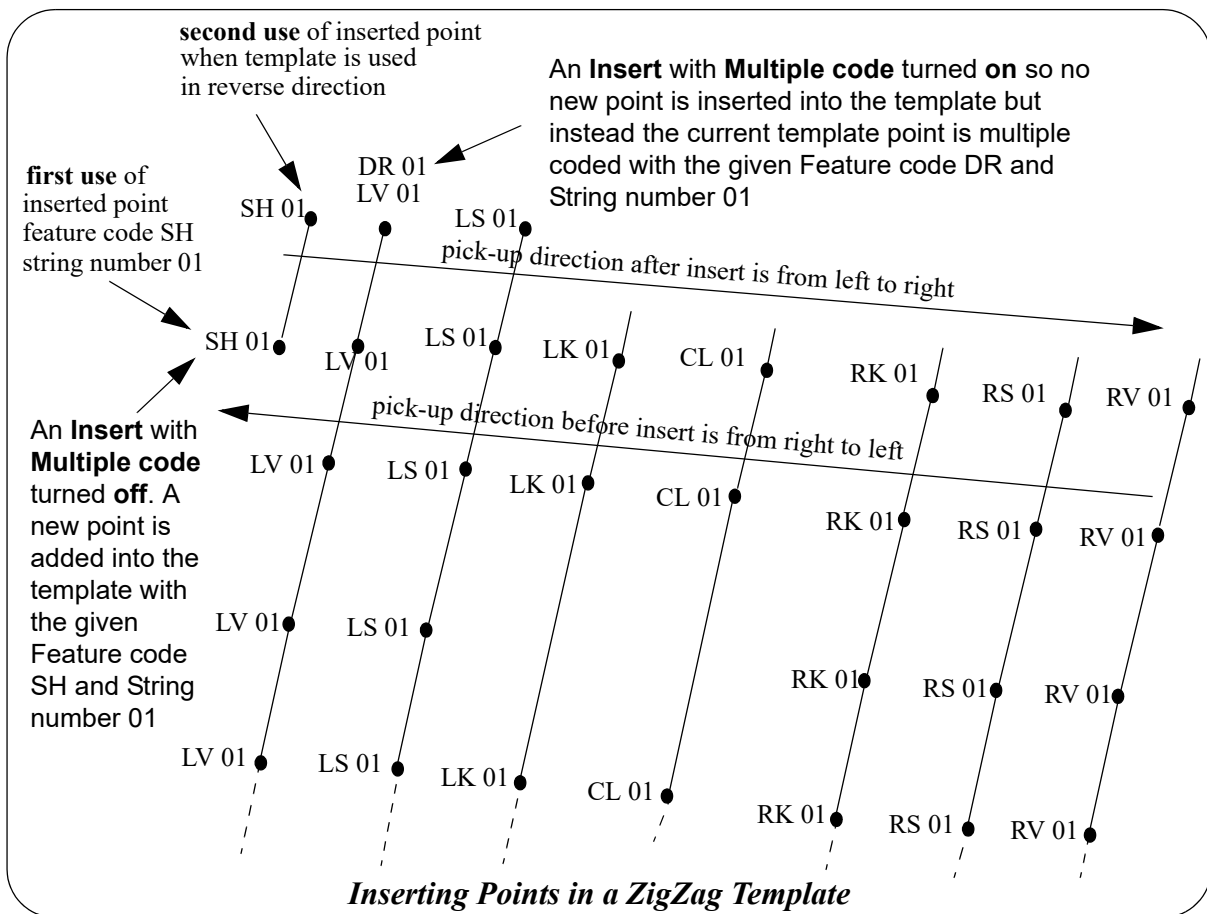 second use of inserted point
when template is used
in reverse direction
An Insert with Multiple code turned on so no
new point is inserted into the template but
instead the current template point is multiple
coded with the given Feature code DR and
String number 01
first use of
inserted point
feature code SH
string number 01
DR 01
LV 01
SH 01
LS 01
pick-up direction after insert is from left to right
SH 01
LV 01
LS 01
LK 01
CL 01
RK 01
RS 01
RV 01
pick-up direction before insert is from right to left
An Insert with
Multiple code
turned off. A
new point is
added into the
template with
the given
Feature code
SH and String
number 01
LV 01
LS 01
LK 01
CL 01
RK 01
RS 01
RV 01
LV 01
LS 01
RK 01
RS 01
RV 01
LV 01
LS 01
LK 01
CL 01
RK 01
RS 01
RV 01
Inserting Points in a ZigZag Template